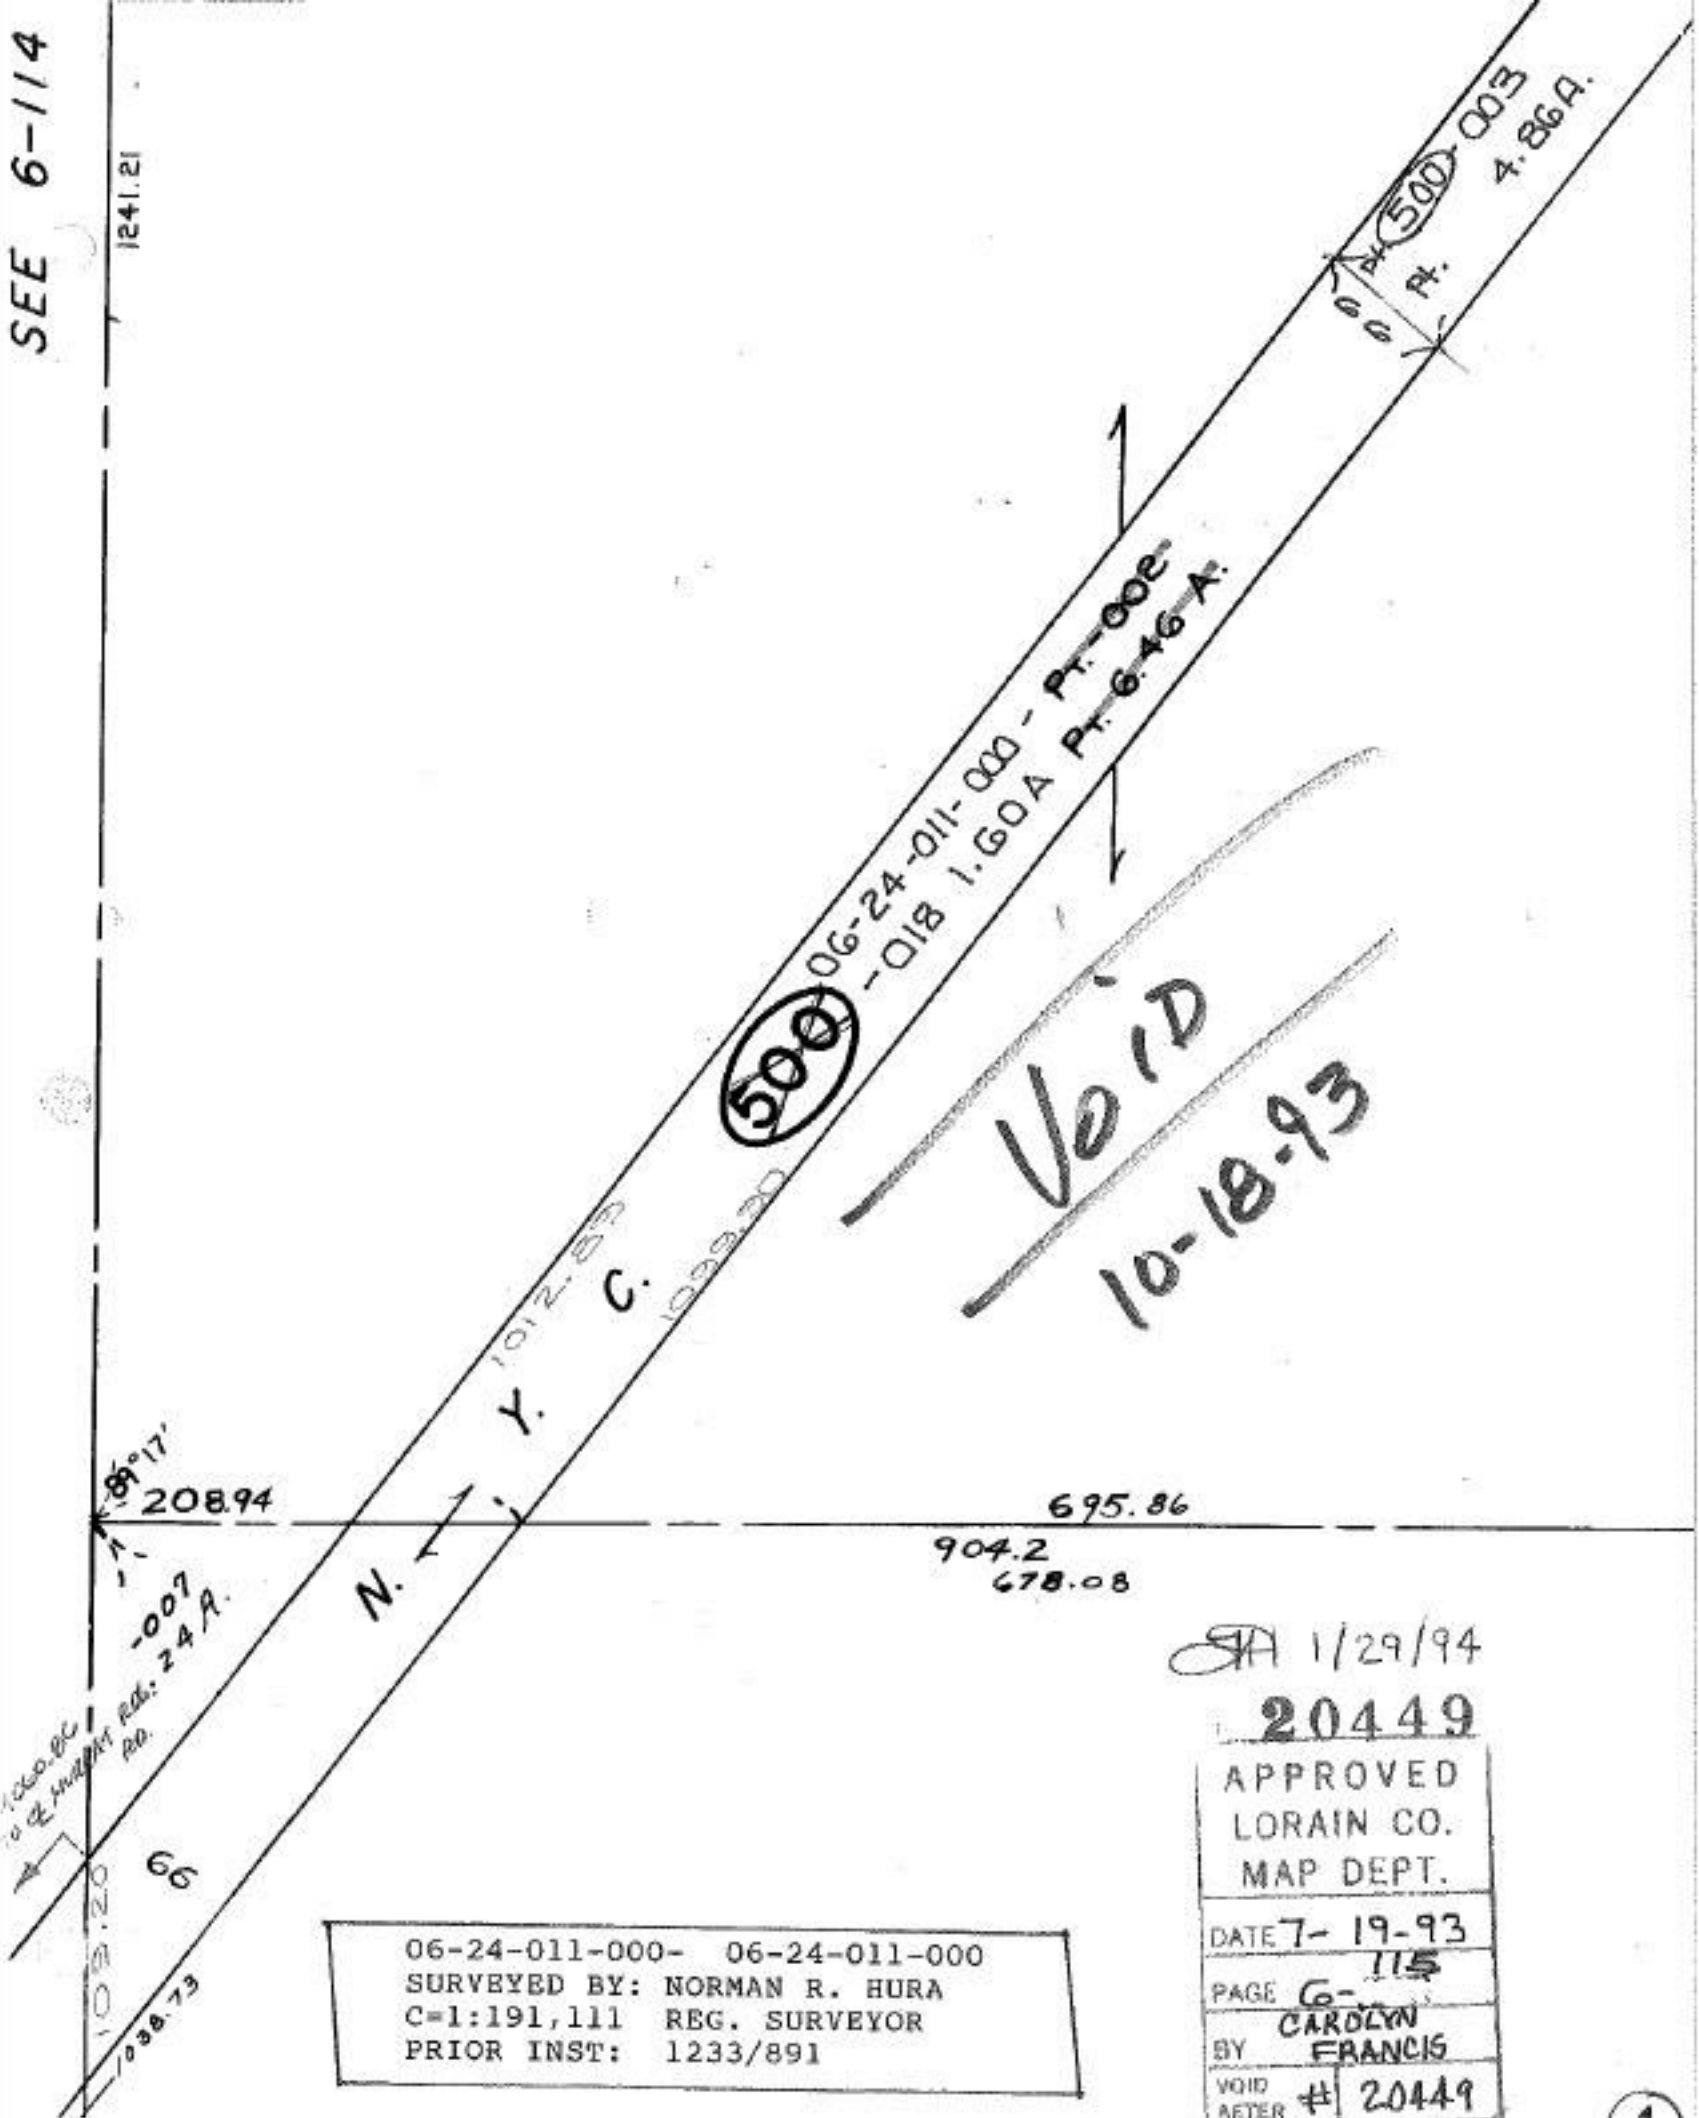 SEE 6-114
1241.21
500-003
4.86A.
Pt.
66
06-24-011-000- Pt.-002
-018 1.60A Pt. 6.46 A.
500
VOID
10-18-93
1012.89
1099.90
N. Y. C.
89°17'
208.94
695.86
904.2
678.08
-007
24 A.
RD.
66
1038.73
1/29/94
20449
APPROVED
LORAIN CO.
MAP DEPT.
DATE 7-19-93
PAGE 6-115
BY CAROLYN FRANCIS
VOID AFTER # 20449
06-24-011-000- 06-24-011-000
SURVEYED BY: NORMAN R. HURA
C=1:191,111 REG. SURVEYOR
PRIOR INST: 1233/891